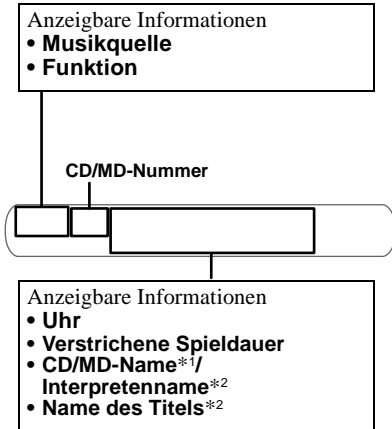 Anzeigbare Informationen
• Musikquelle
• Funktion
CD/MD-Nummer
Anzeigbare Informationen
• Uhr
• Verstrichene Spieldauer
• CD/MD-Name*1/
Interpretenname*2
• Name des Titels*2